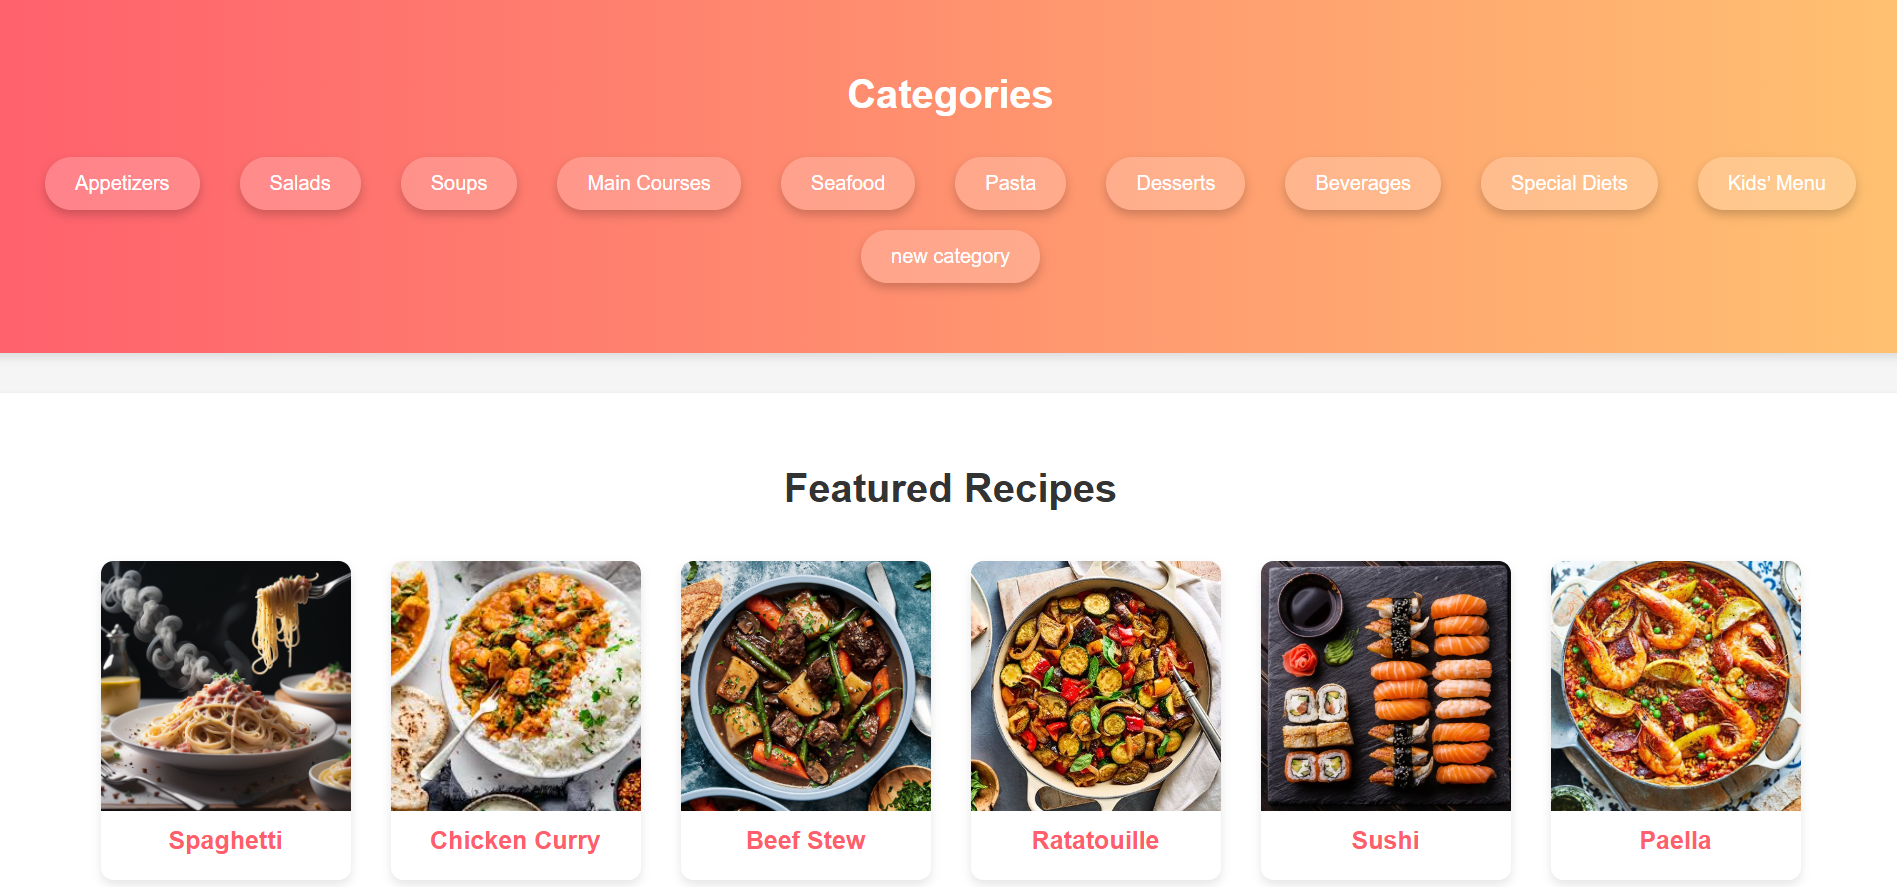 Categories
Appetizers Salads Soups Main Courses Seafood Pasta Desserts Beverages Special Diets Kids' Menu
new category
Featured Recipes
Spaghetti Chicken Curry Beef Stew Ratatouille Sushi Paella